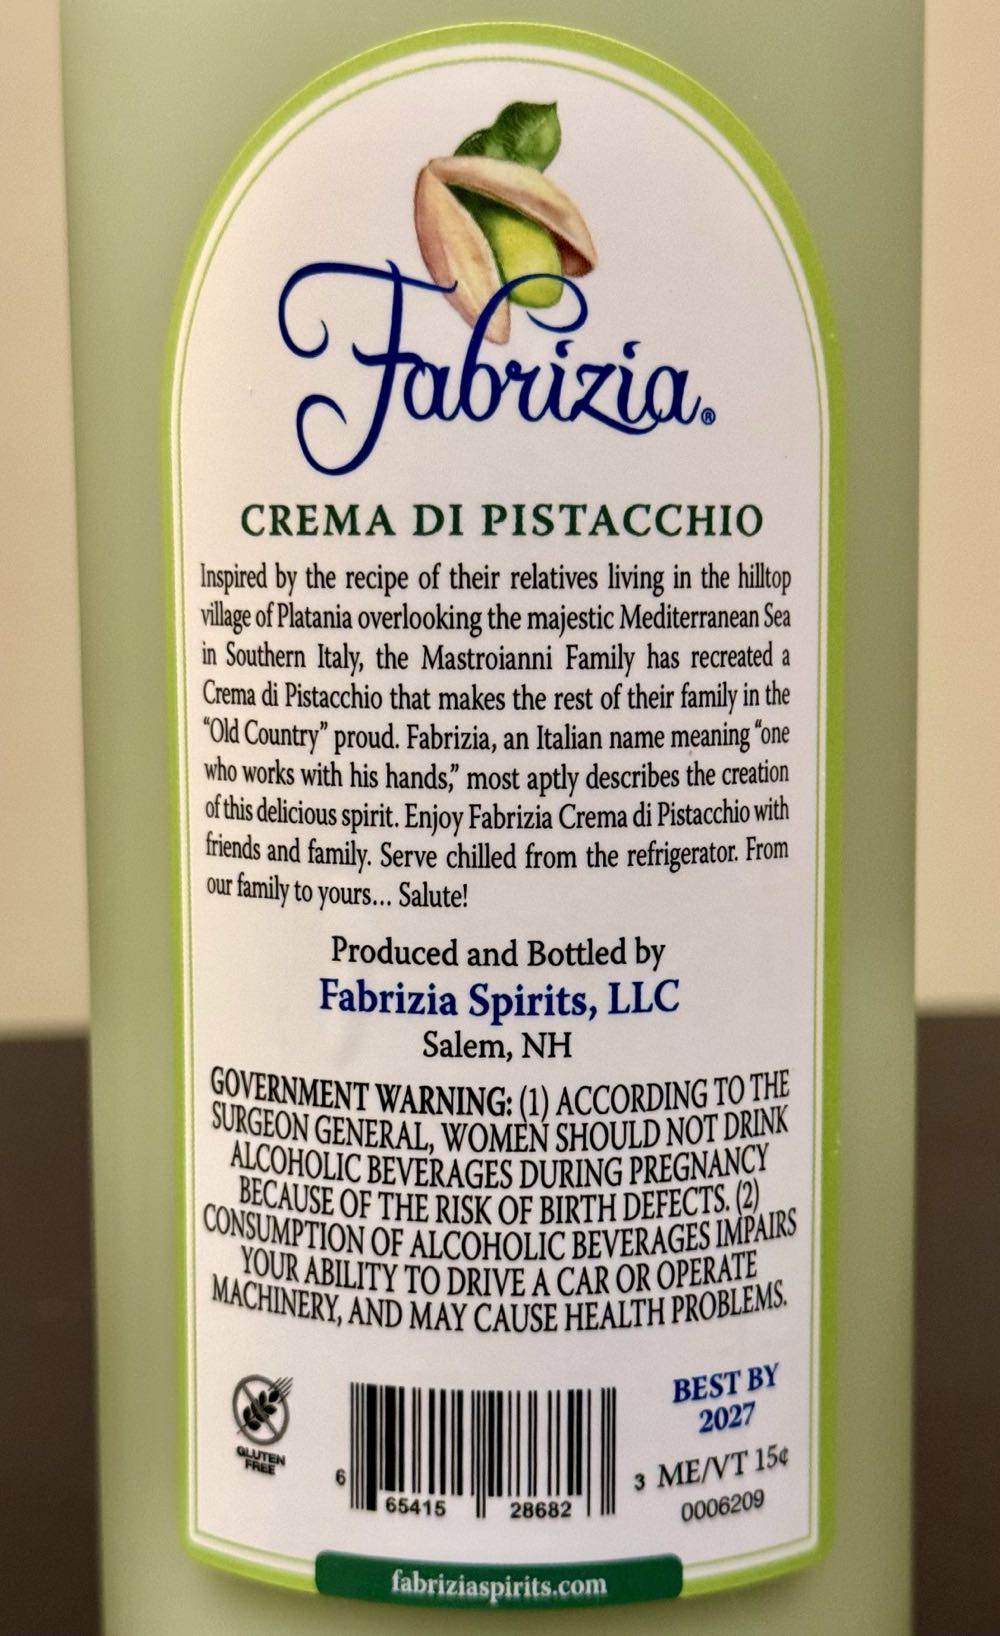 Fabrizia®
CREMA DI PISTACCHIO
Inspired by the recipe of their relatives living in the hilltop
village of Platania overlooking the majestic Mediterranean Sea
in Southern Italy, the Mastroianni Family has recreated a
Crema di Pistacchio that makes the rest of their family in the
“Old Country” proud. Fabrizia, an Italian name meaning “one
who works with his hands,” most aptly describes the creation
of this delicious spirit. Enjoy Fabrizia Crema di Pistacchio with
friends and family. Serve chilled from the refrigerator. From
our family to yours... Salute!
Produced and Bottled by
Fabrizia Spirits, LLC
Salem, NH
GOVERNMENT WARNING: (1) ACCORDING TO THE
SURGEON GENERAL, WOMEN SHOULD NOT DRINK
ALCOHOLIC BEVERAGES DURING PREGNANCY
BECAUSE OF THE RISK OF BIRTH DEFECTS. (2)
CONSUMPTION OF ALCOHOLIC BEVERAGES IMPAIRS
YOUR ABILITY TO DRIVE A CAR OR OPERATE
MACHINERY, AND MAY CAUSE HEALTH PROBLEMS.
GLUTEN
FREE
6 65415 28682 3
BEST BY
2027
ME/VT 15¢
0006209
fabriziaspirits.com